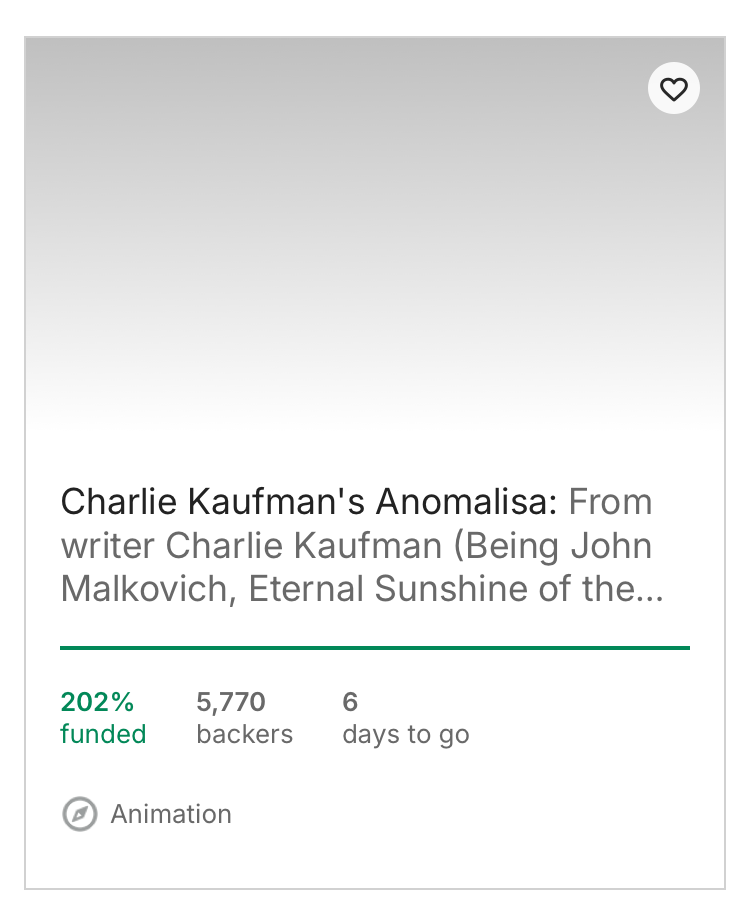 Charlie Kaufman's Anomalisa: From
writer Charlie Kaufman (Being John
Malkovich, Eternal Sunshine of the...
202%
funded
5,770
backers
6
days to go
Animation